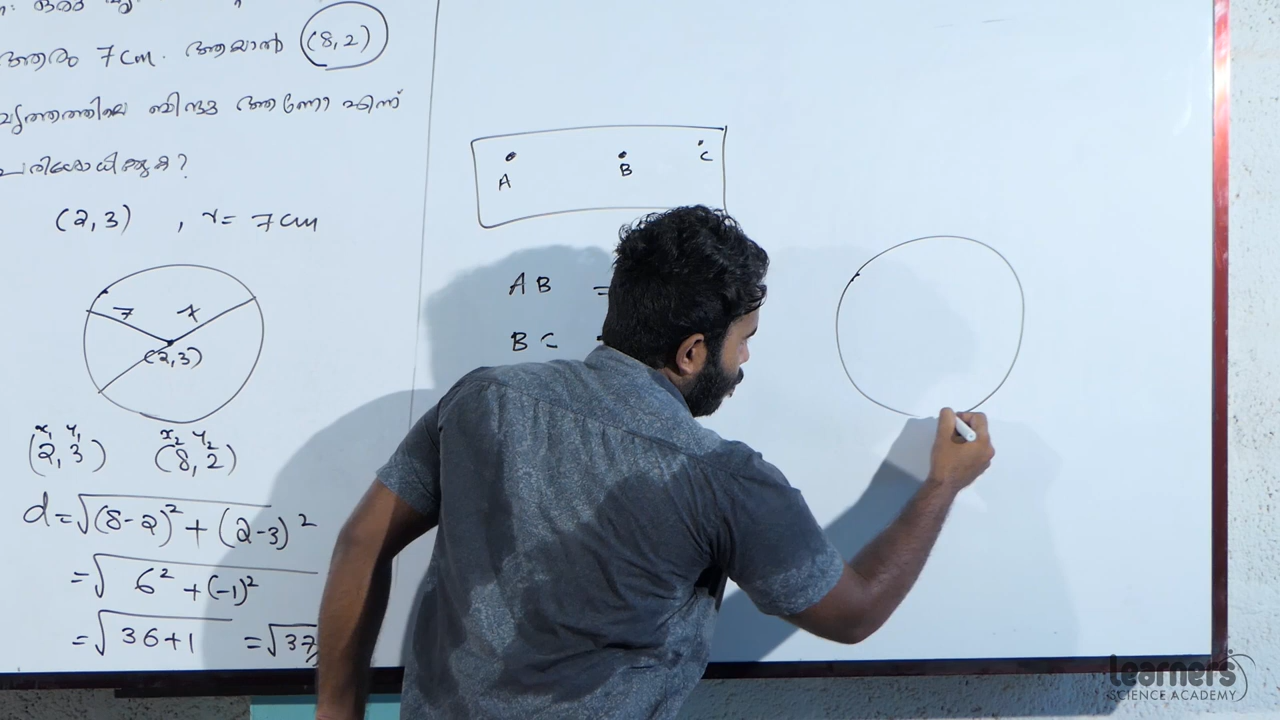 ആരം 7cm. ആയാൽ (8,2)
വൃത്തത്തിലെ ബിന്ദു ആണോ എന്ന്
പരിശോധിക്കുക?
(2,3) , r= 7cm
7 7
(2,3)
x₁ y₁ x₂ y₂
(2,3) (8,2)
d=√(8-2)²+(2-3)²
=√6²+(-1)²
=√36+1 =√37
A B C
AB =
BC
Learners'
SCIENCE ACADEMY